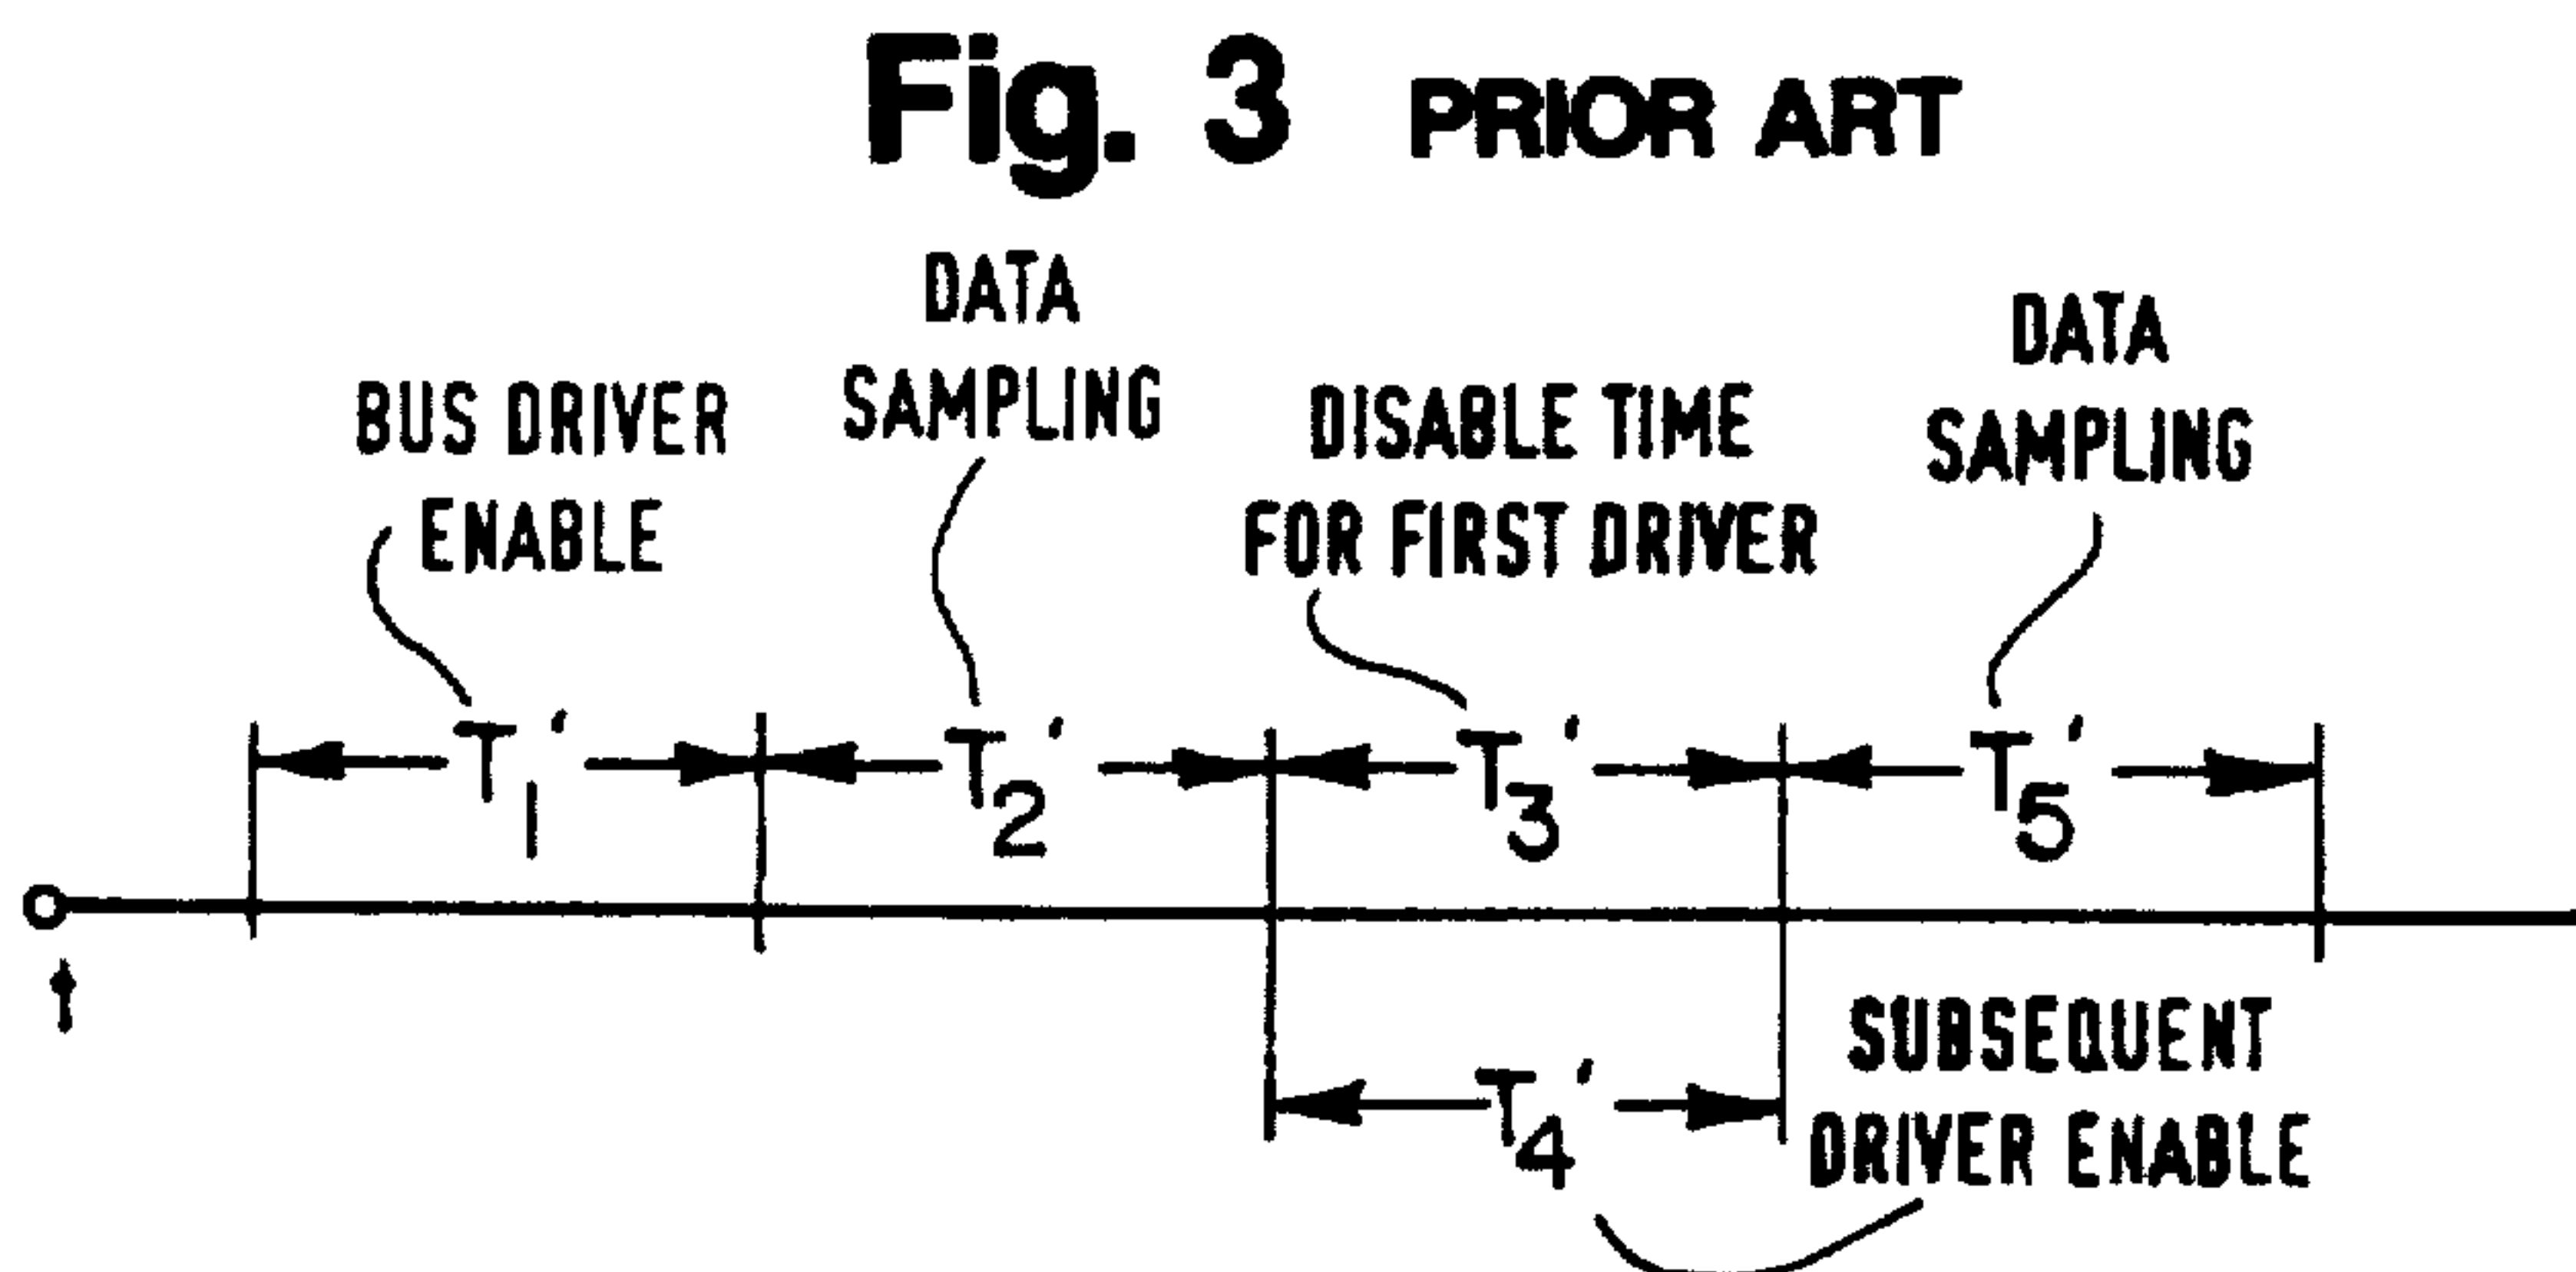 Fig. 3 PRIOR ART
DATA
SAMPLING
BUS DRIVER
ENABLE
DISABLE TIME
FOR FIRST DRIVER
DATA
SAMPLING
T1' T2' T3' T5'
T4'
SUBSEQUENT
DRIVER ENABLE